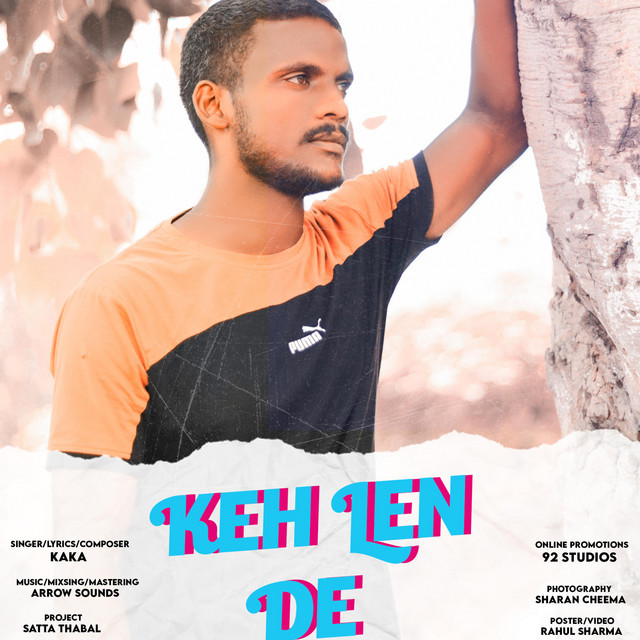 PUMA
KEH LEN
DE
SINGER/LYRICS/COMPOSER
KAKA
MUSIC/MIXSING/MASTERING
ARROW SOUNDS
PROJECT
SATTA THABAL
ONLINE PROMOTIONS
92 STUDIOS
PHOTOGRAPHY
SHARAN CHEEMA
POSTER/VIDEO
RAHUL SHARMA